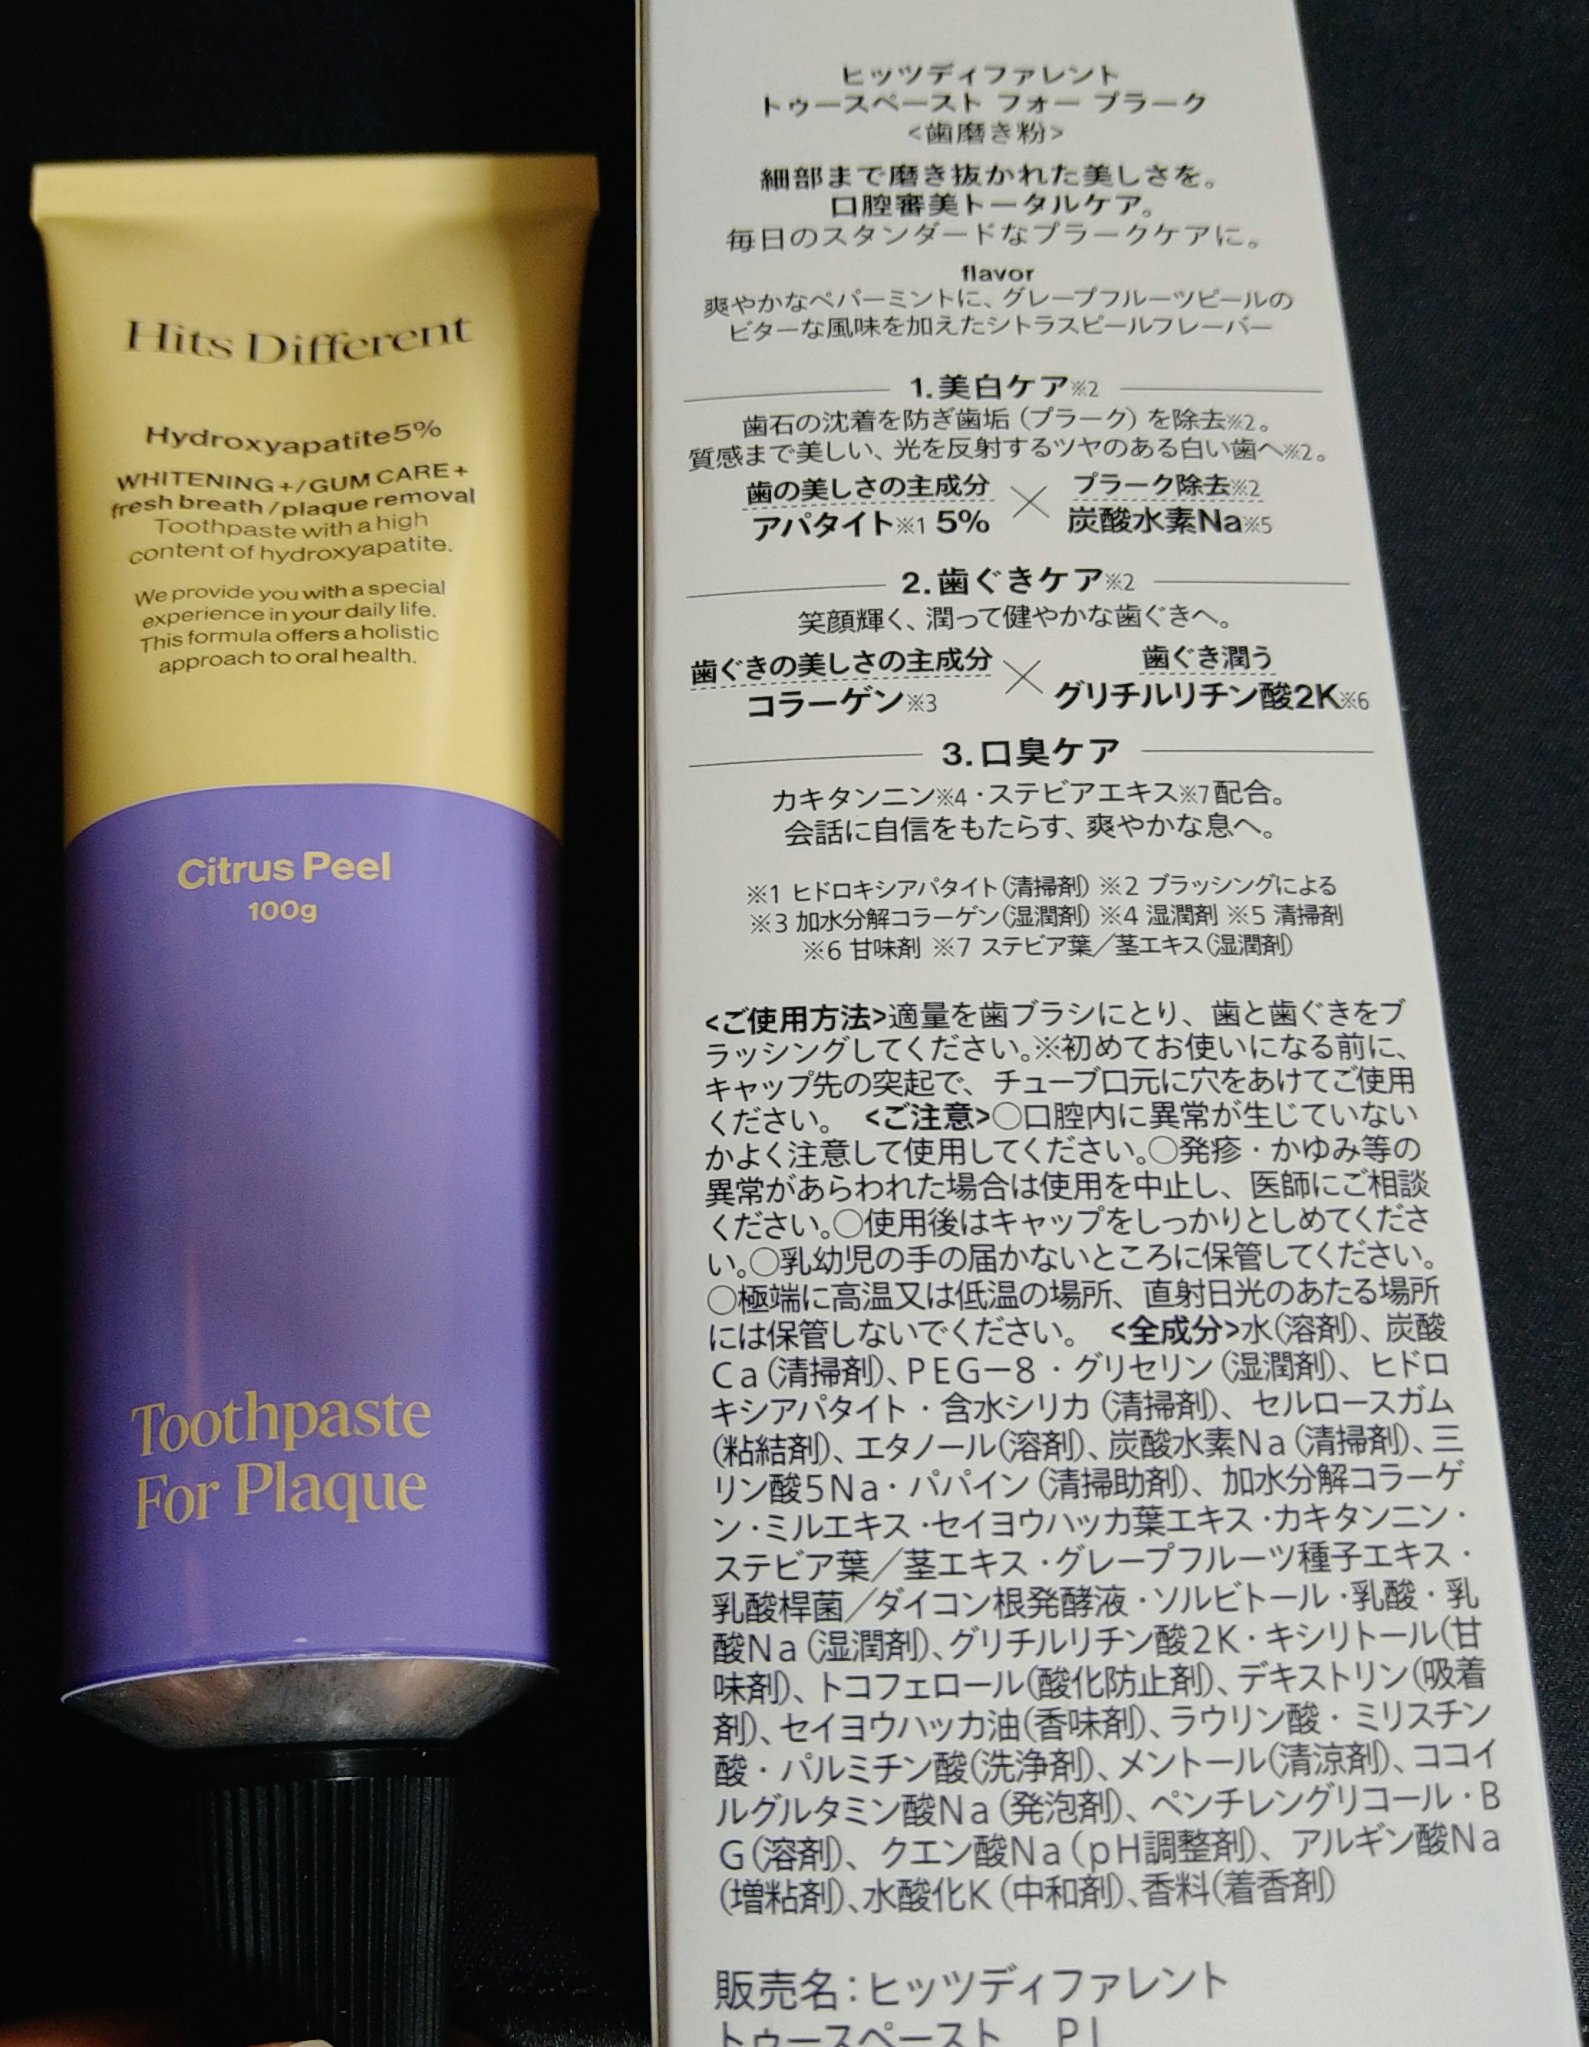 Hits Different
Hydroxyapatite5%
WHITENING+/GUM CARE+
fresh breath/plaque removal
Toothpaste with a high
content of hydroxyapatite.
We provide you with a special
experience in your daily life.
This formula offers a holistic
approach to oral health.
Citrus Peel
100g
Toothpaste
For Plaque
ヒッツディファレント
トゥースペースト フォー プラーク
<歯磨き粉>
細部まで磨き抜かれた美しさを。
口腔審美トータルケア。
毎日のスタンダードなプラークケアに。
flavor
爽やかなペパーミントに、グレープフルーツピールの
ビターな風味を加えたシトラスピールフレーバー
1.美白ケア※2
歯石の沈着を防ぎ歯垢（プラーク）を除去※2。
質感まで美しい、光を反射するツヤのある白い歯へ※2。
歯の美しさの主成分 × プラーク除去※2
アパタイト※1 5% 炭酸水素Na※5
2.歯ぐきケア※2
笑顔輝く、潤って健やかな歯ぐきへ。
歯ぐきの美しさの主成分 × 歯ぐき潤う
コラーゲン※3 グリチルリチン酸2K※6
3.口臭ケア
カキタンニン※4・ステビアエキス※7配合。
会話に自信をもたらす、爽やかな息へ。
※1 ヒドロキシアパタイト（清掃剤）※2 ブラッシングによる
※3 加水分解コラーゲン（湿潤剤）※4 湿潤剤 ※5 清掃剤
※6 甘味剤 ※7 ステビア葉／茎エキス（湿潤剤）
<ご使用方法>適量を歯ブラシにとり、歯と歯ぐきをブ
ラッシングしてください。※初めてお使いになる前に、
キャップ先の突起で、チューブ口元に穴をあけてご使用
ください。 <ご注意>○口腔内に異常が生じていない
かよく注意して使用してください。○発疹・かゆみ等の
異常があらわれた場合は使用を中止し、医師にご相談
ください。○使用後はキャップをしっかりとしめてくださ
い。○乳幼児の手の届かないところに保管してください。
○極端に高温又は低温の場所、直射日光のあたる場所
には保管しないでください。 <全成分>水（溶剤）、炭酸
Ca（清掃剤）、PEG－8・グリセリン（湿潤剤）、ヒドロ
キシアパタイト・含水シリカ（清掃剤）、セルロースガム
（粘結剤）、エタノール（溶剤）、炭酸水素Na（清掃剤）、三
リン酸5Na・パパイン（清掃助剤）、加水分解コラーゲ
ン・ミルエキス・セイヨウハッカ葉エキス・カキタンニン・
ステビア葉／茎エキス・グレープフルーツ種子エキス・
乳酸桿菌／ダイコン根発酵液・ソルビトール・乳酸・乳
酸Na（湿潤剤）、グリチルリチン酸2K・キシリトール（甘
味剤）、トコフェロール（酸化防止剤）、デキストリン（吸着
剤）、セイヨウハッカ油（香味剤）、ラウリン酸・ミリスチン
酸・パルミチン酸（洗浄剤）、メントール（清涼剤）、ココイ
ルグルタミン酸Na（発泡剤）、ペンチレングリコール・B
G（溶剤）、クエン酸Na（pH調整剤）、アルギン酸Na
（増粘剤）、水酸化K（中和剤）、香料（着香剤）
販売名：ヒッツディファレント
トゥースペースト PL